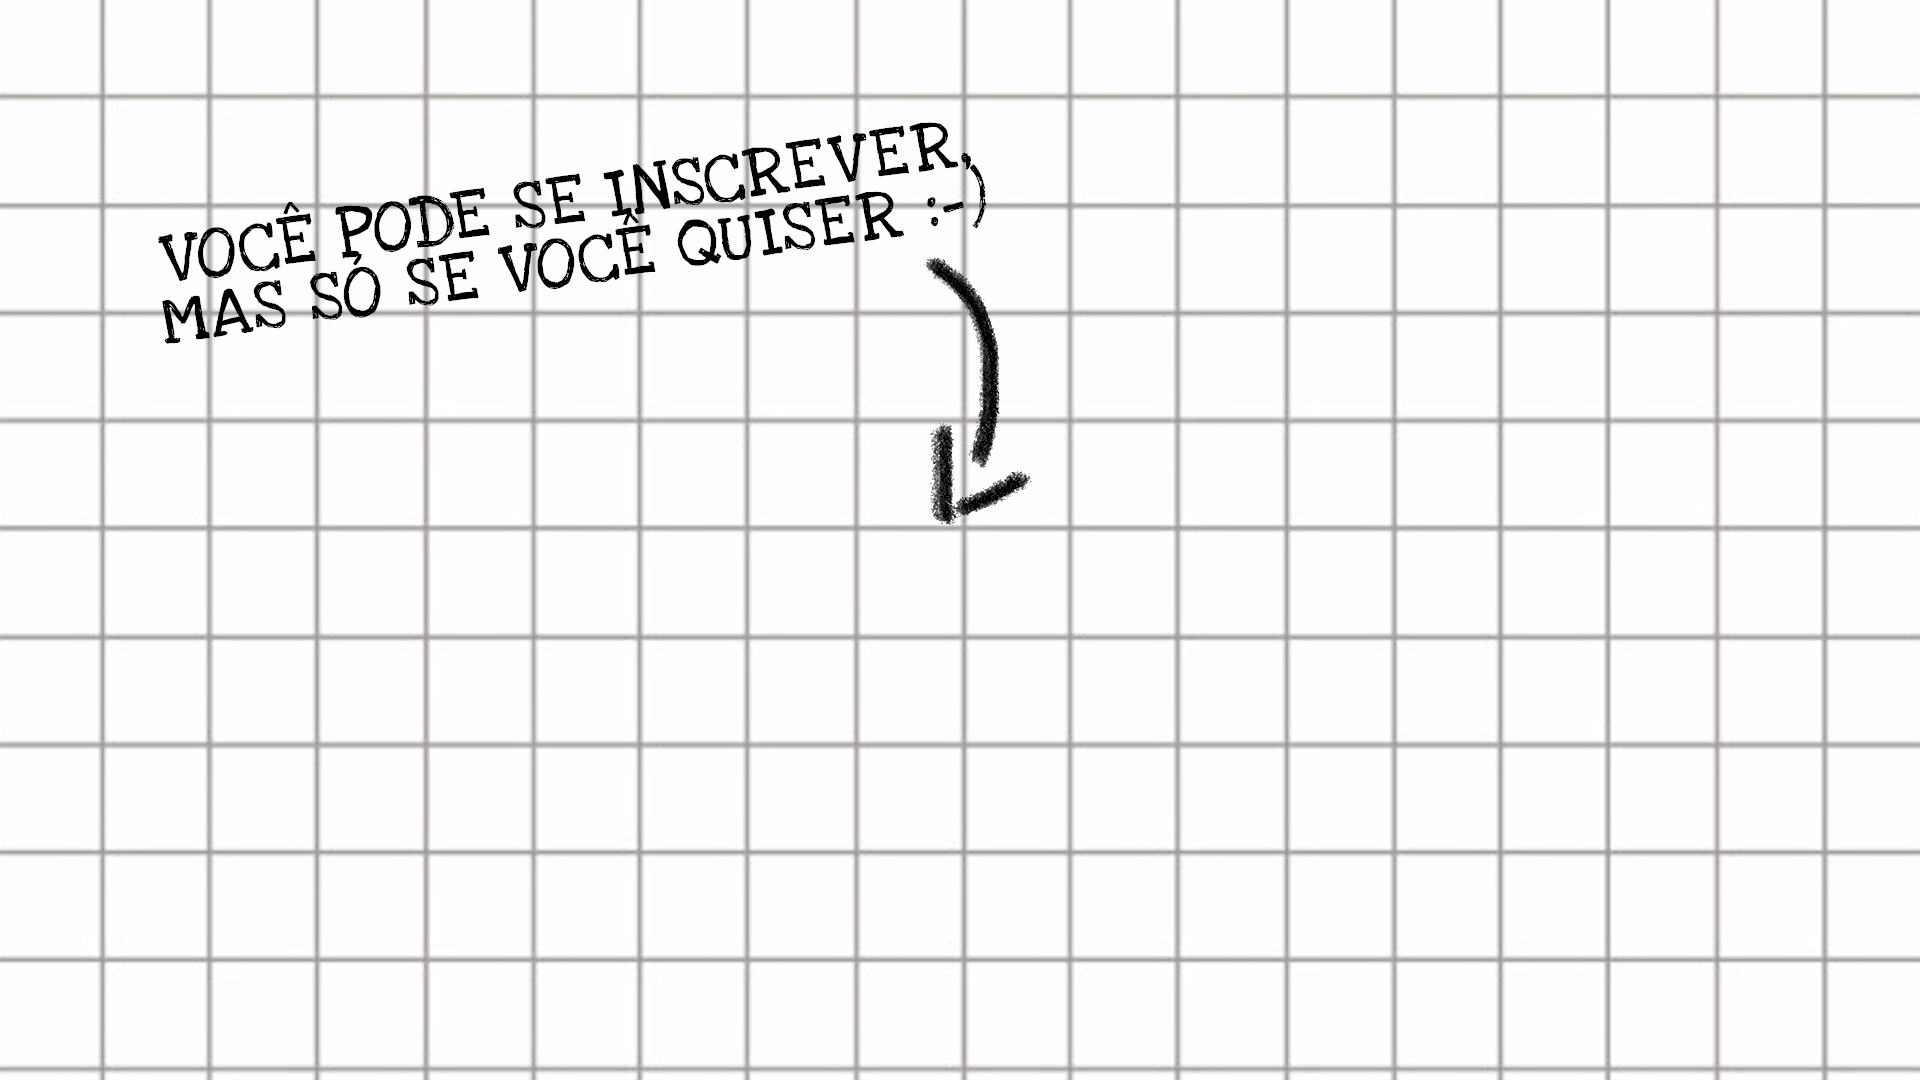 VOCÊ PODE SE INSCREVER,
MAS SÓ SE VOCÊ QUISER :-)